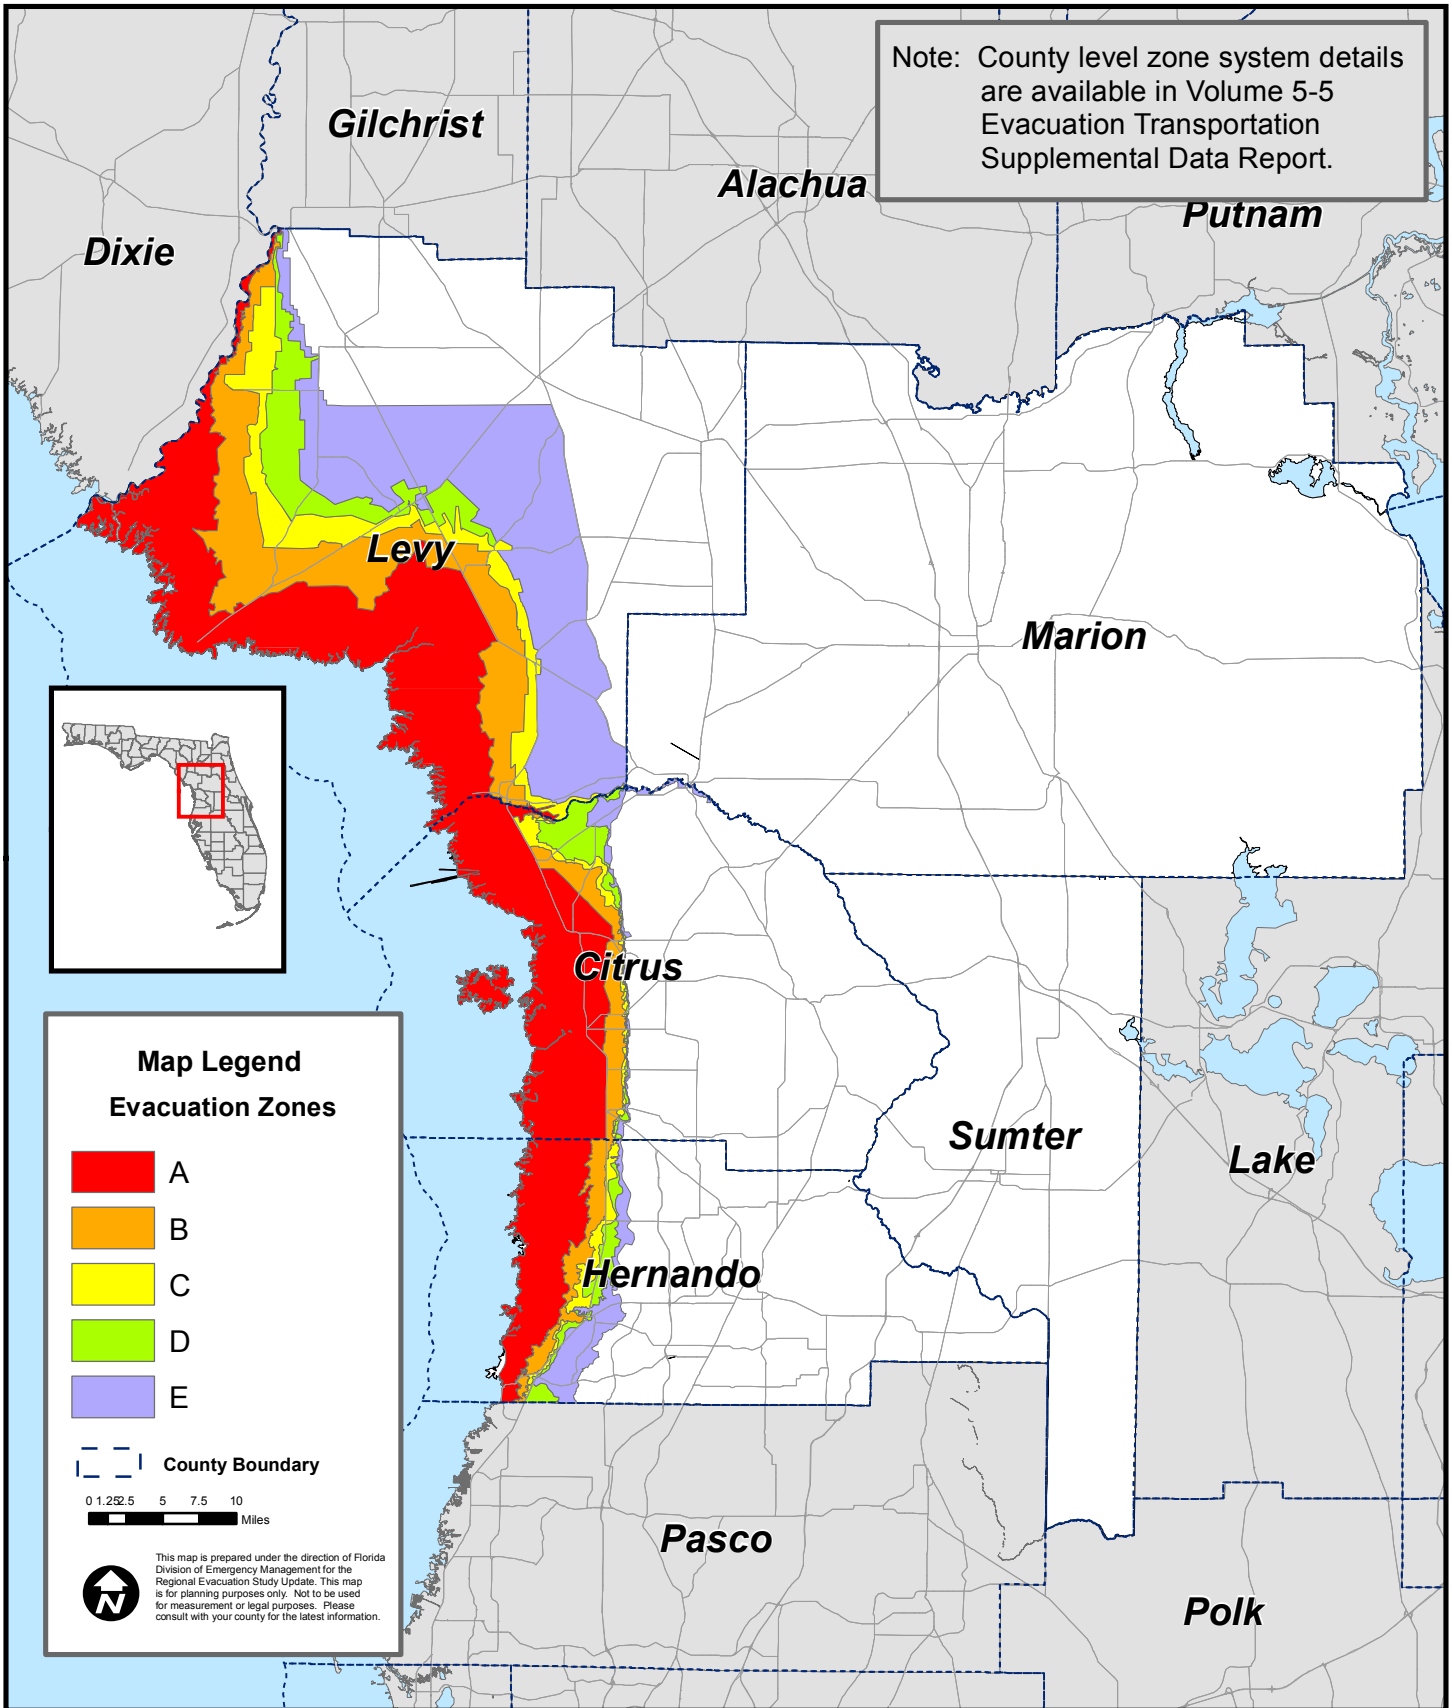 Note: County level zone system details
are available in Volume 5-5
Evacuation Transportation
Supplemental Data Report.
Gilchrist
Alachua
Putnam
Dixie
Levy
Marion
Citrus
Sumter
Lake
Hernando
Pasco
Polk
Map Legend
Evacuation Zones
A
B
C
D
E
County Boundary
0 1.25 2.5 5 7.5 10
Miles
N
This map is prepared under the direction of Florida
Division of Emergency Management for the
Regional Evacuation Study Update. This map
is for planning purposes only. Not to be used
for measurement or legal purposes. Please
consult with your county for the latest information.